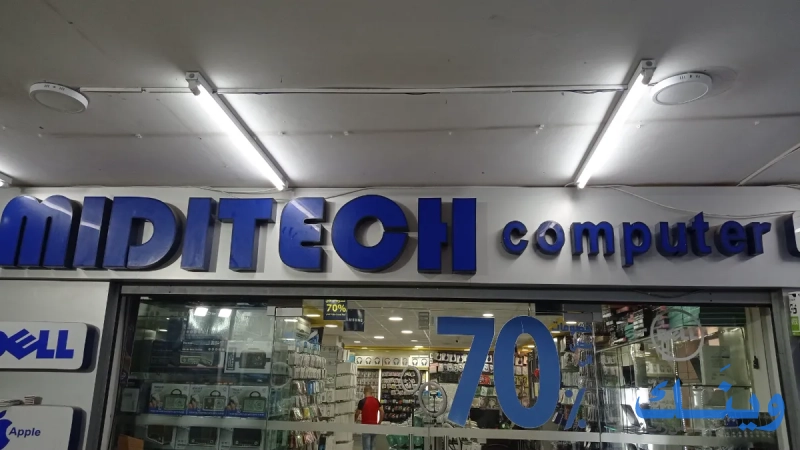 MIDITECH computer
DELL
70%
70%
Apple
وينك